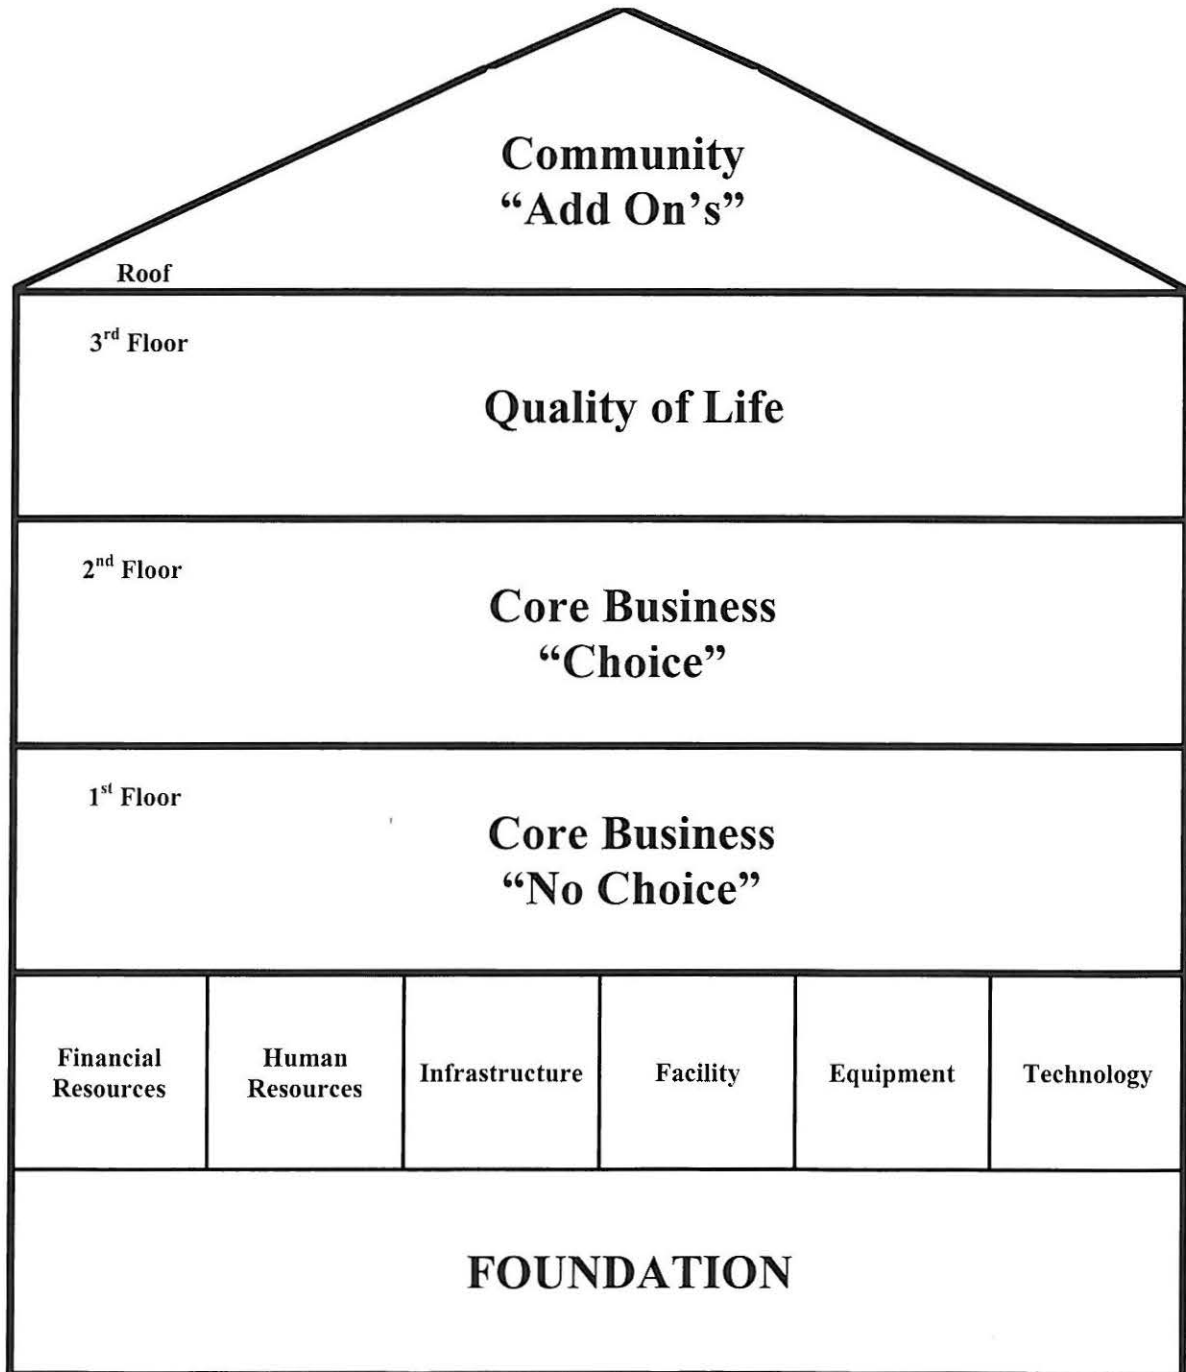 Community
“Add On’s”
Roof
3rd Floor
Quality of Life
2nd Floor
Core Business
“Choice”
1st Floor
Core Business
“No Choice”
Financial
Resources
Human
Resources
Infrastructure
Facility
Equipment
Technology
FOUNDATION